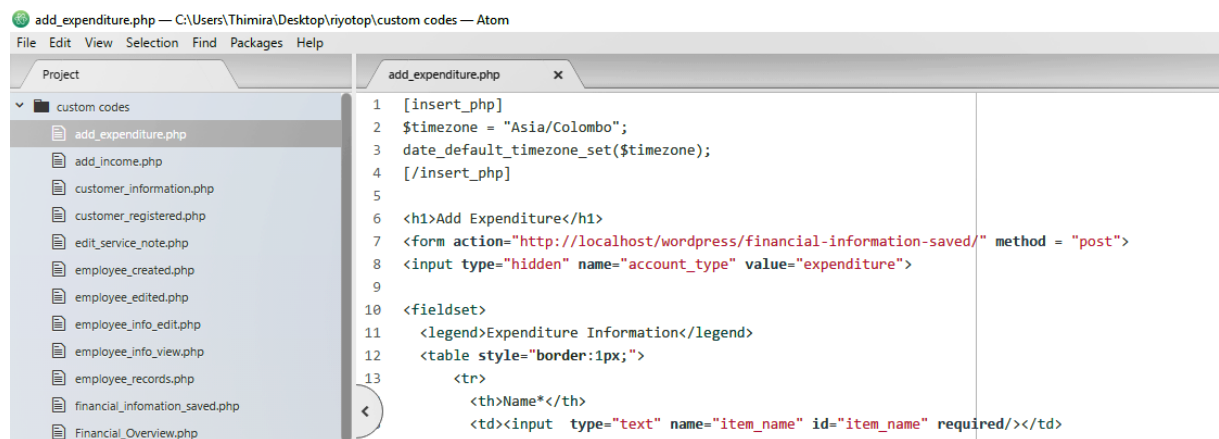 add_expenditure.php — C:\Users\Thimira\Desktop\riyotop\custom codes — Atom
File Edit View Selection Find Packages Help
Project
custom codes
add_expenditure.php
add_income.php
customer_information.php
customer_registered.php
edit_service_note.php
employee_created.php
employee_edited.php
employee_info_edit.php
employee_info_view.php
employee_records.php
financial_infomation_saved.php
Financial_Overview.php
add_expenditure.php
1 [insert_php]
2 $timezone = "Asia/Colombo";
3 date_default_timezone_set($timezone);
4 [/insert_php]
5
6 <h1>Add Expenditure</h1>
7 <form action="http://localhost/wordpress/financial-information-saved/" method = "post">
8 <input type="hidden" name="account_type" value="expenditure">
9
10 <fieldset>
11 <legend>Expenditure Information</legend>
12 <table style="border:1px;">
13 <tr>
<th>Name*</th>
<td><input  type="text" name="item_name" id="item_name" required/></td>